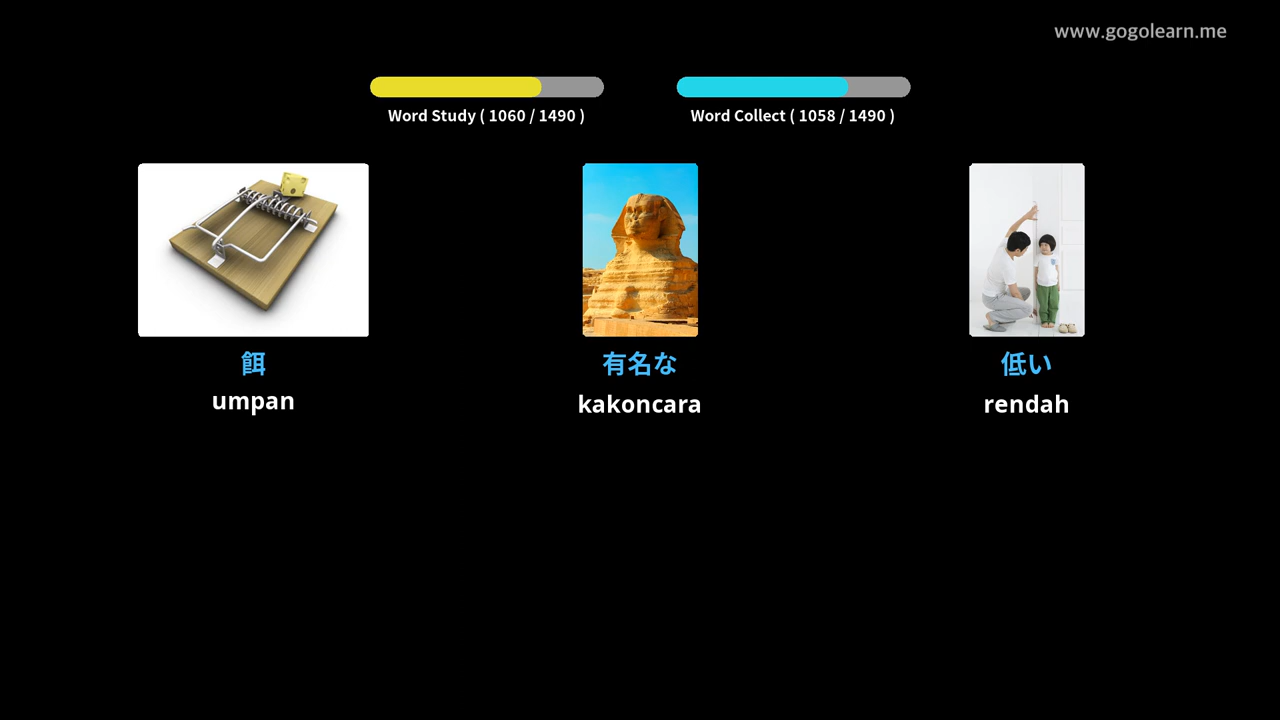 www.gogolearn.me
Word Study ( 1060 / 1490 )
Word Collect ( 1058 / 1490 )
餌
umpan
有名な
kakoncara
低い
rendah